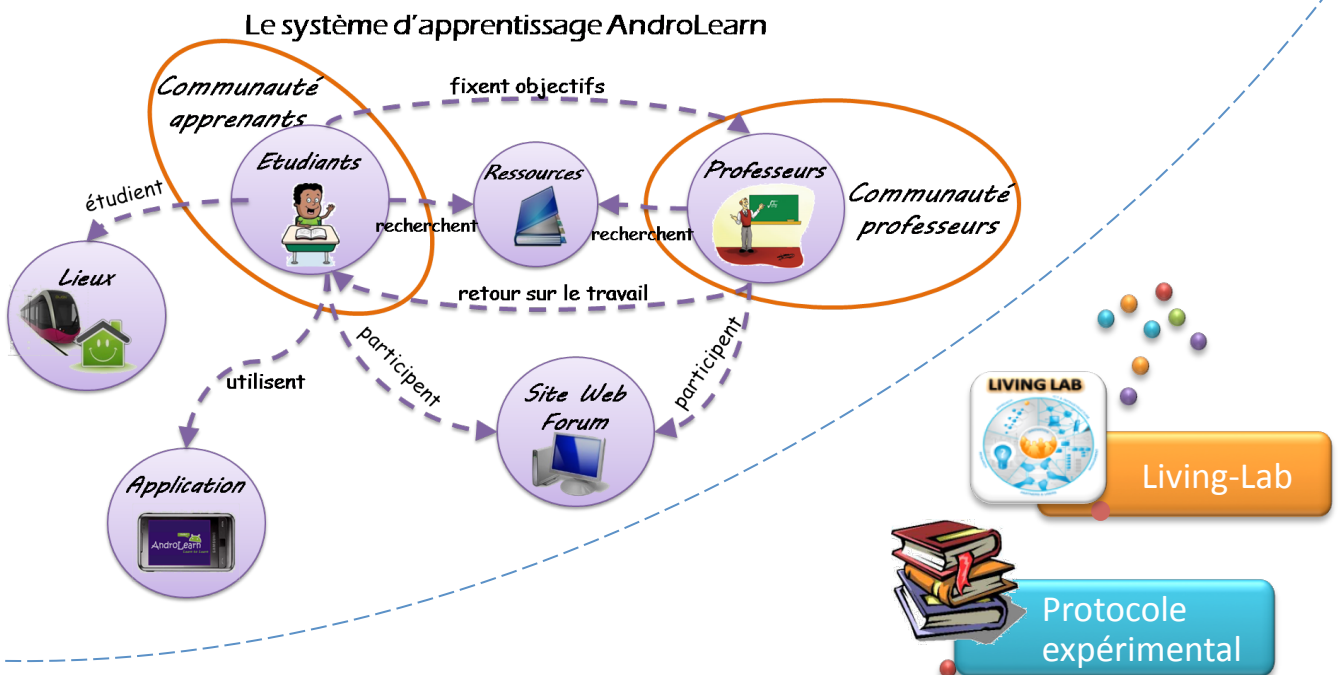 Le système d'apprentissage AndroLearn
Communauté
apprenants
fixent objectifs
Etudiants
Ressources
Professeurs
Communauté
professeurs
étudient
recherchent
recherchent
Lieux
retour sur le travail
participent
participent
utilisent
Site Web
Forum
Application
AndroLearn
LIVING LAB
Living-Lab
Protocole
expérimental